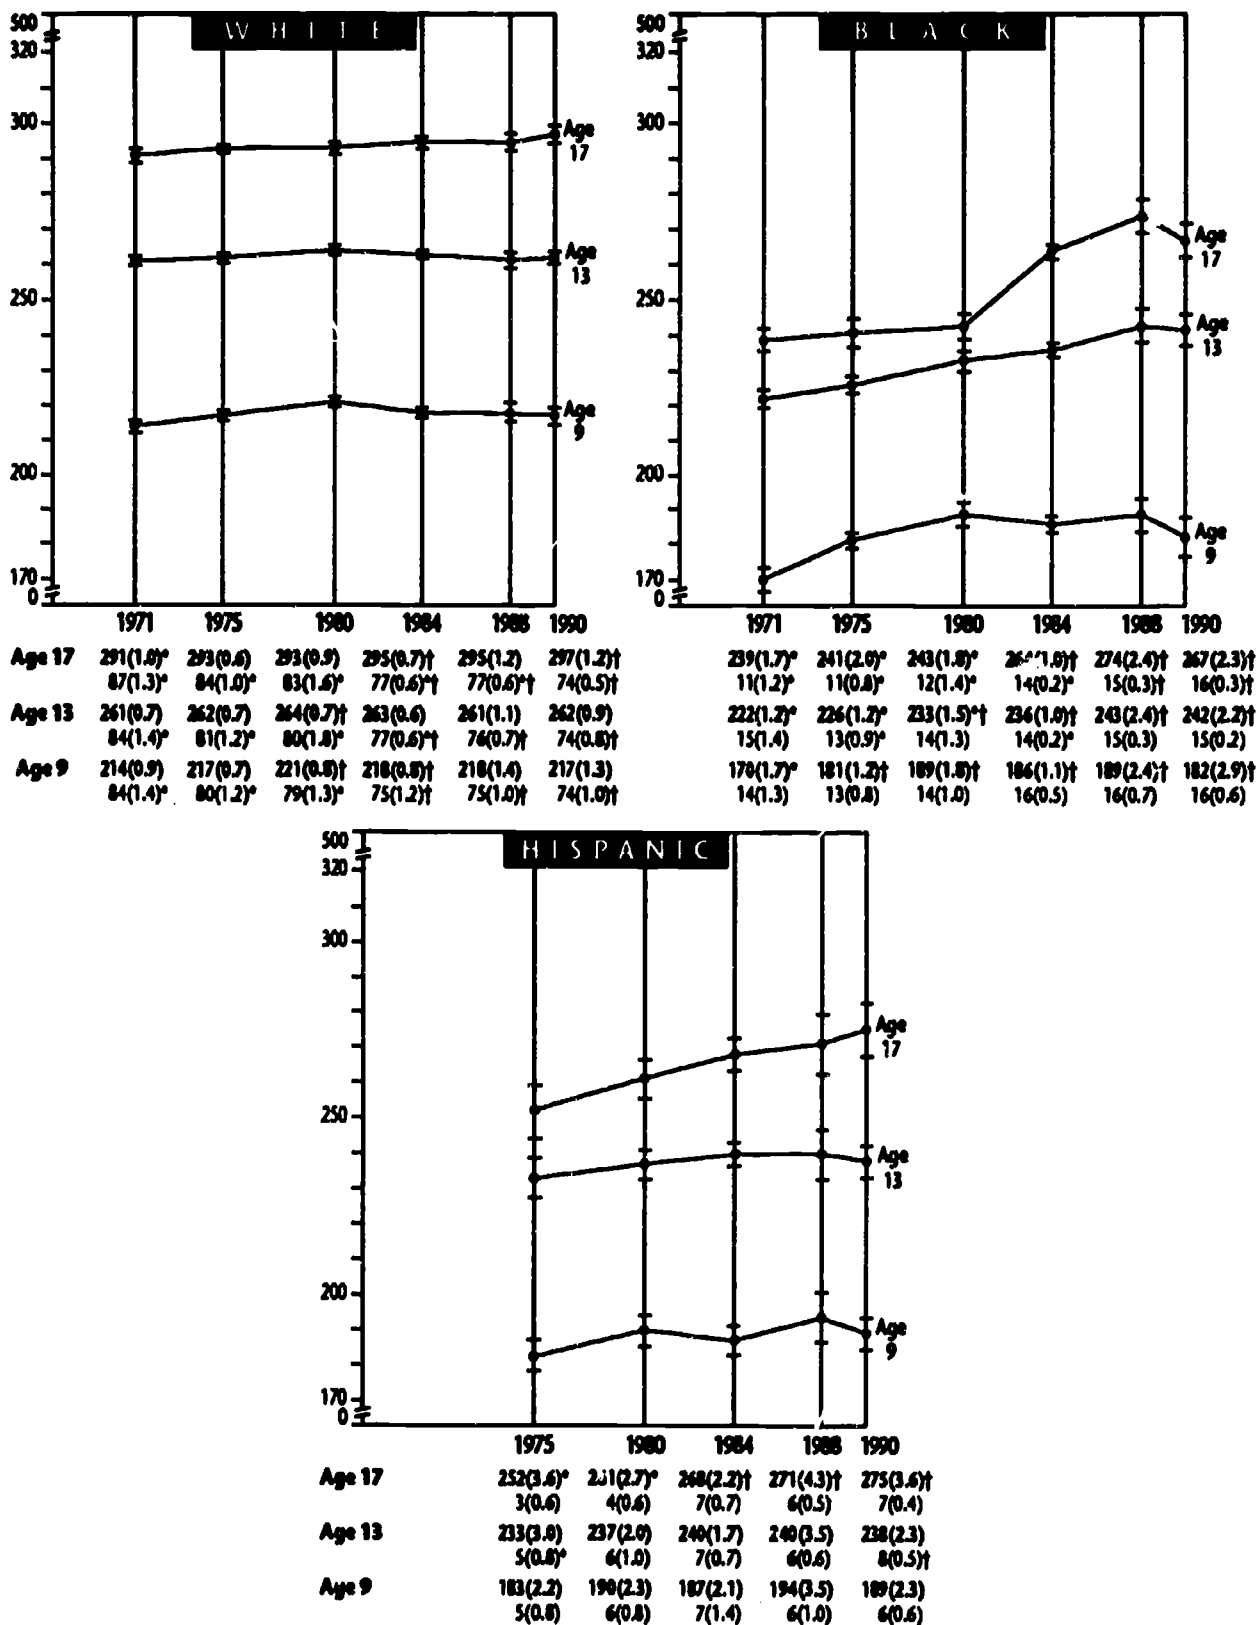 WHITE
500
320
300
250
200
170
0
Age 17
Age 13
Age 9
1971 1975 1980 1984 1988 1990
Age 17 291(1.0)* 293(0.6) 293(0.9) 295(0.7)† 295(1.2) 297(1.2)†
87(1.3)* 84(1.0)* 83(1.6)* 77(0.6)*† 77(0.6)*† 74(0.5)†
Age 13 261(0.7) 262(0.7) 264(0.7)† 263(0.6) 261(1.1) 262(0.9)
84(1.4)* 81(1.2)* 80(1.8)* 77(0.6)*† 76(0.7)† 74(0.8)†
Age 9 214(0.9) 217(0.7) 221(0.8)† 218(0.8)† 218(1.4) 217(1.3)
84(1.4)* 80(1.2)* 79(1.3)* 75(1.2)† 75(1.0)† 74(1.0)†
BLACK
500
320
300
250
200
170
0
Age 17
Age 13
Age 9
1971 1975 1980 1984 1988 1990
239(1.7)* 241(2.0)* 243(1.8)* (1.0)† 274(2.4)† 267(2.3)†
11(1.2)* 11(0.8)* 12(1.4)* 14(0.2)* 15(0.3)† 16(0.3)†
222(1.2)* 226(1.2)* 233(1.5)*† 236(1.0)† 243(2.4)† 242(2.2)†
15(1.4) 13(0.9)* 14(1.3) 14(0.2)* 15(0.3) 15(0.2)
170(1.7)* 181(1.2)† 189(1.8)† 186(1.1)† 189(2.4)† 182(2.9)†
14(1.3) 13(0.8) 14(1.0) 16(0.5) 16(0.7) 16(0.6)
HISPANIC
500
320
300
250
200
170
0
Age 17
Age 13
Age 9
1975 1980 1984 1988 1990
Age 17 252(3.6)* (2.7)* 268(2.2)† 271(4.3)† 275(3.6)†
3(0.6) 4(0.6) 7(0.7) 6(0.5) 7(0.4)
Age 13 233(3.0) 237(2.0) 240(1.7) 240(3.5) 238(2.3)
5(0.8)* 6(1.0) 7(0.7) 6(0.6) 8(0.5)†
Age 9 183(2.2) 190(2.3) 187(2.1) 194(3.5) 189(2.3)
5(0.8) 6(0.8) 7(1.4) 6(1.0) 6(0.6)